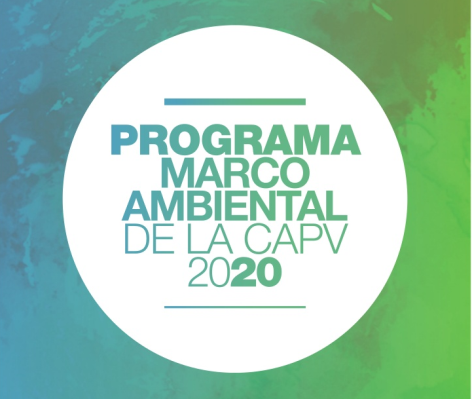 PROGRAMA
MARCO
AMBIENTAL
DE LA CAPV
2020